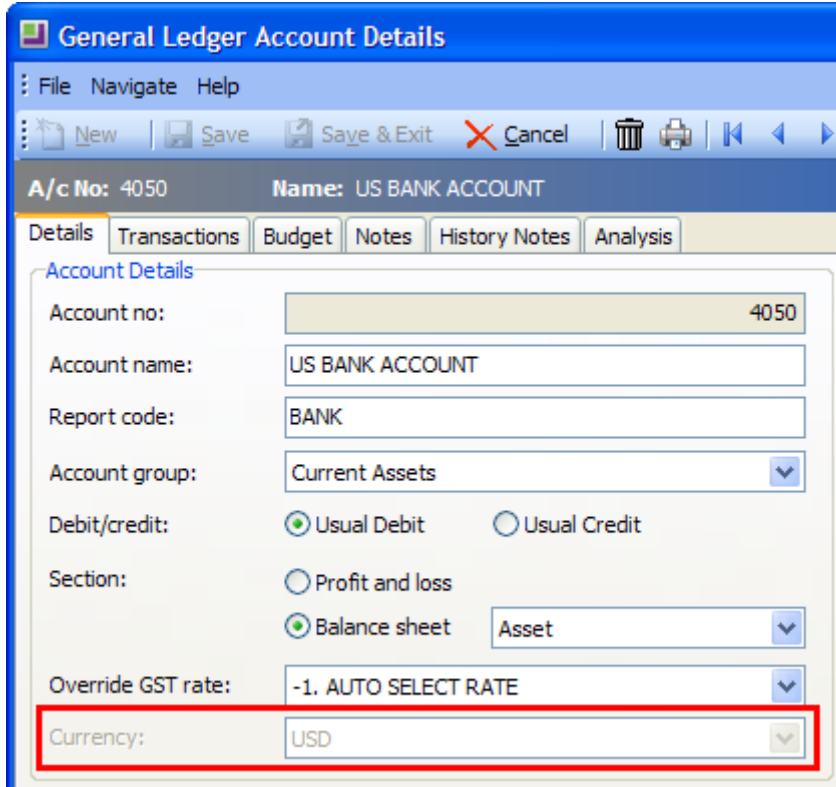 General Ledger Account Details
File Navigate Help
New Save Save & Exit Cancel
A/c No: 4050 Name: US BANK ACCOUNT
Details Transactions Budget Notes History Notes Analysis
Account Details
Account no: 4050
Account name: US BANK ACCOUNT
Report code: BANK
Account group: Current Assets
Debit/credit: Usual Debit Usual Credit
Section: Profit and loss
Balance sheet Asset
Override GST rate: -1. AUTO SELECT RATE
Currency: USD